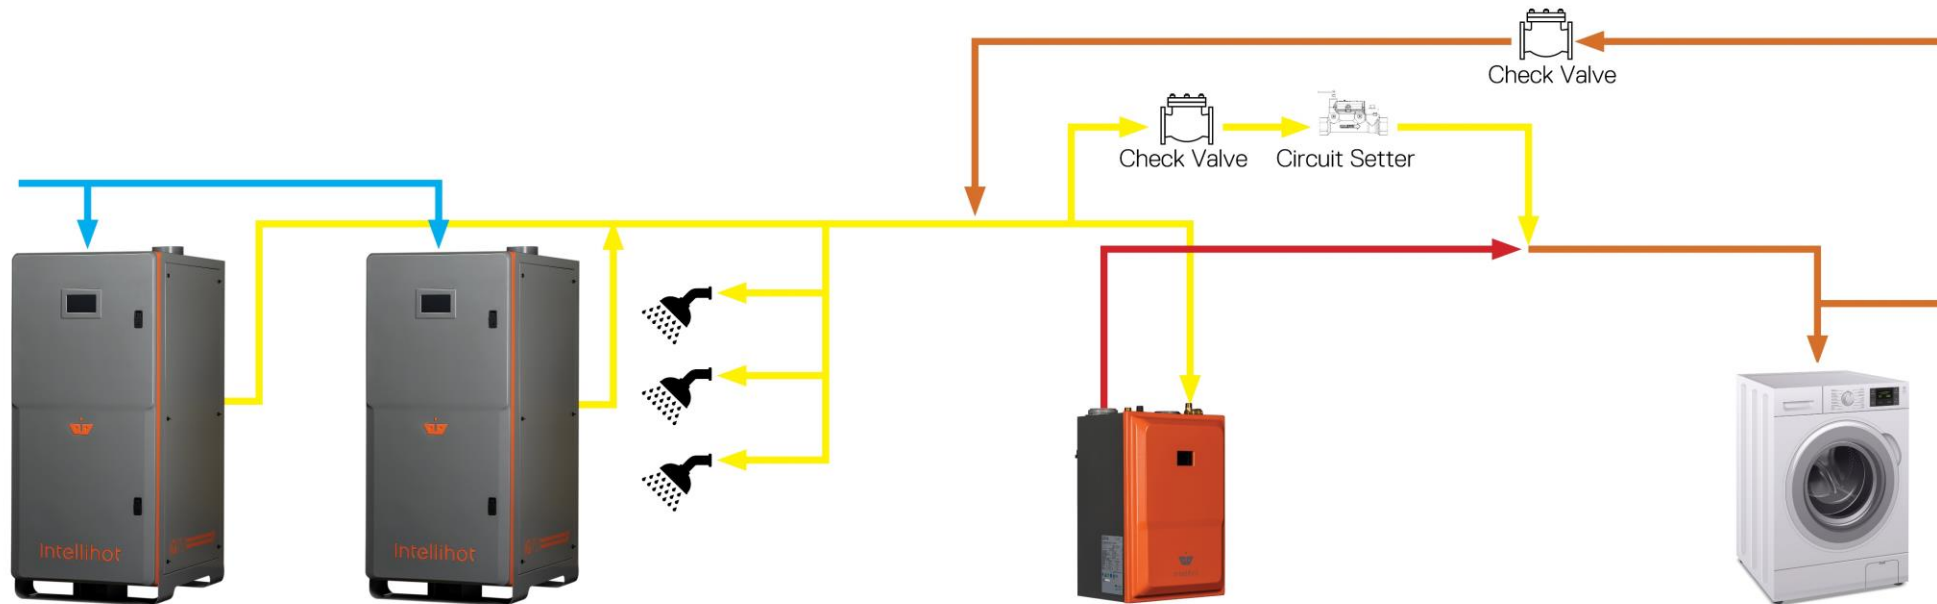 Check Valve
Check Valve
Circuit Setter
Intellihot
Intellihot